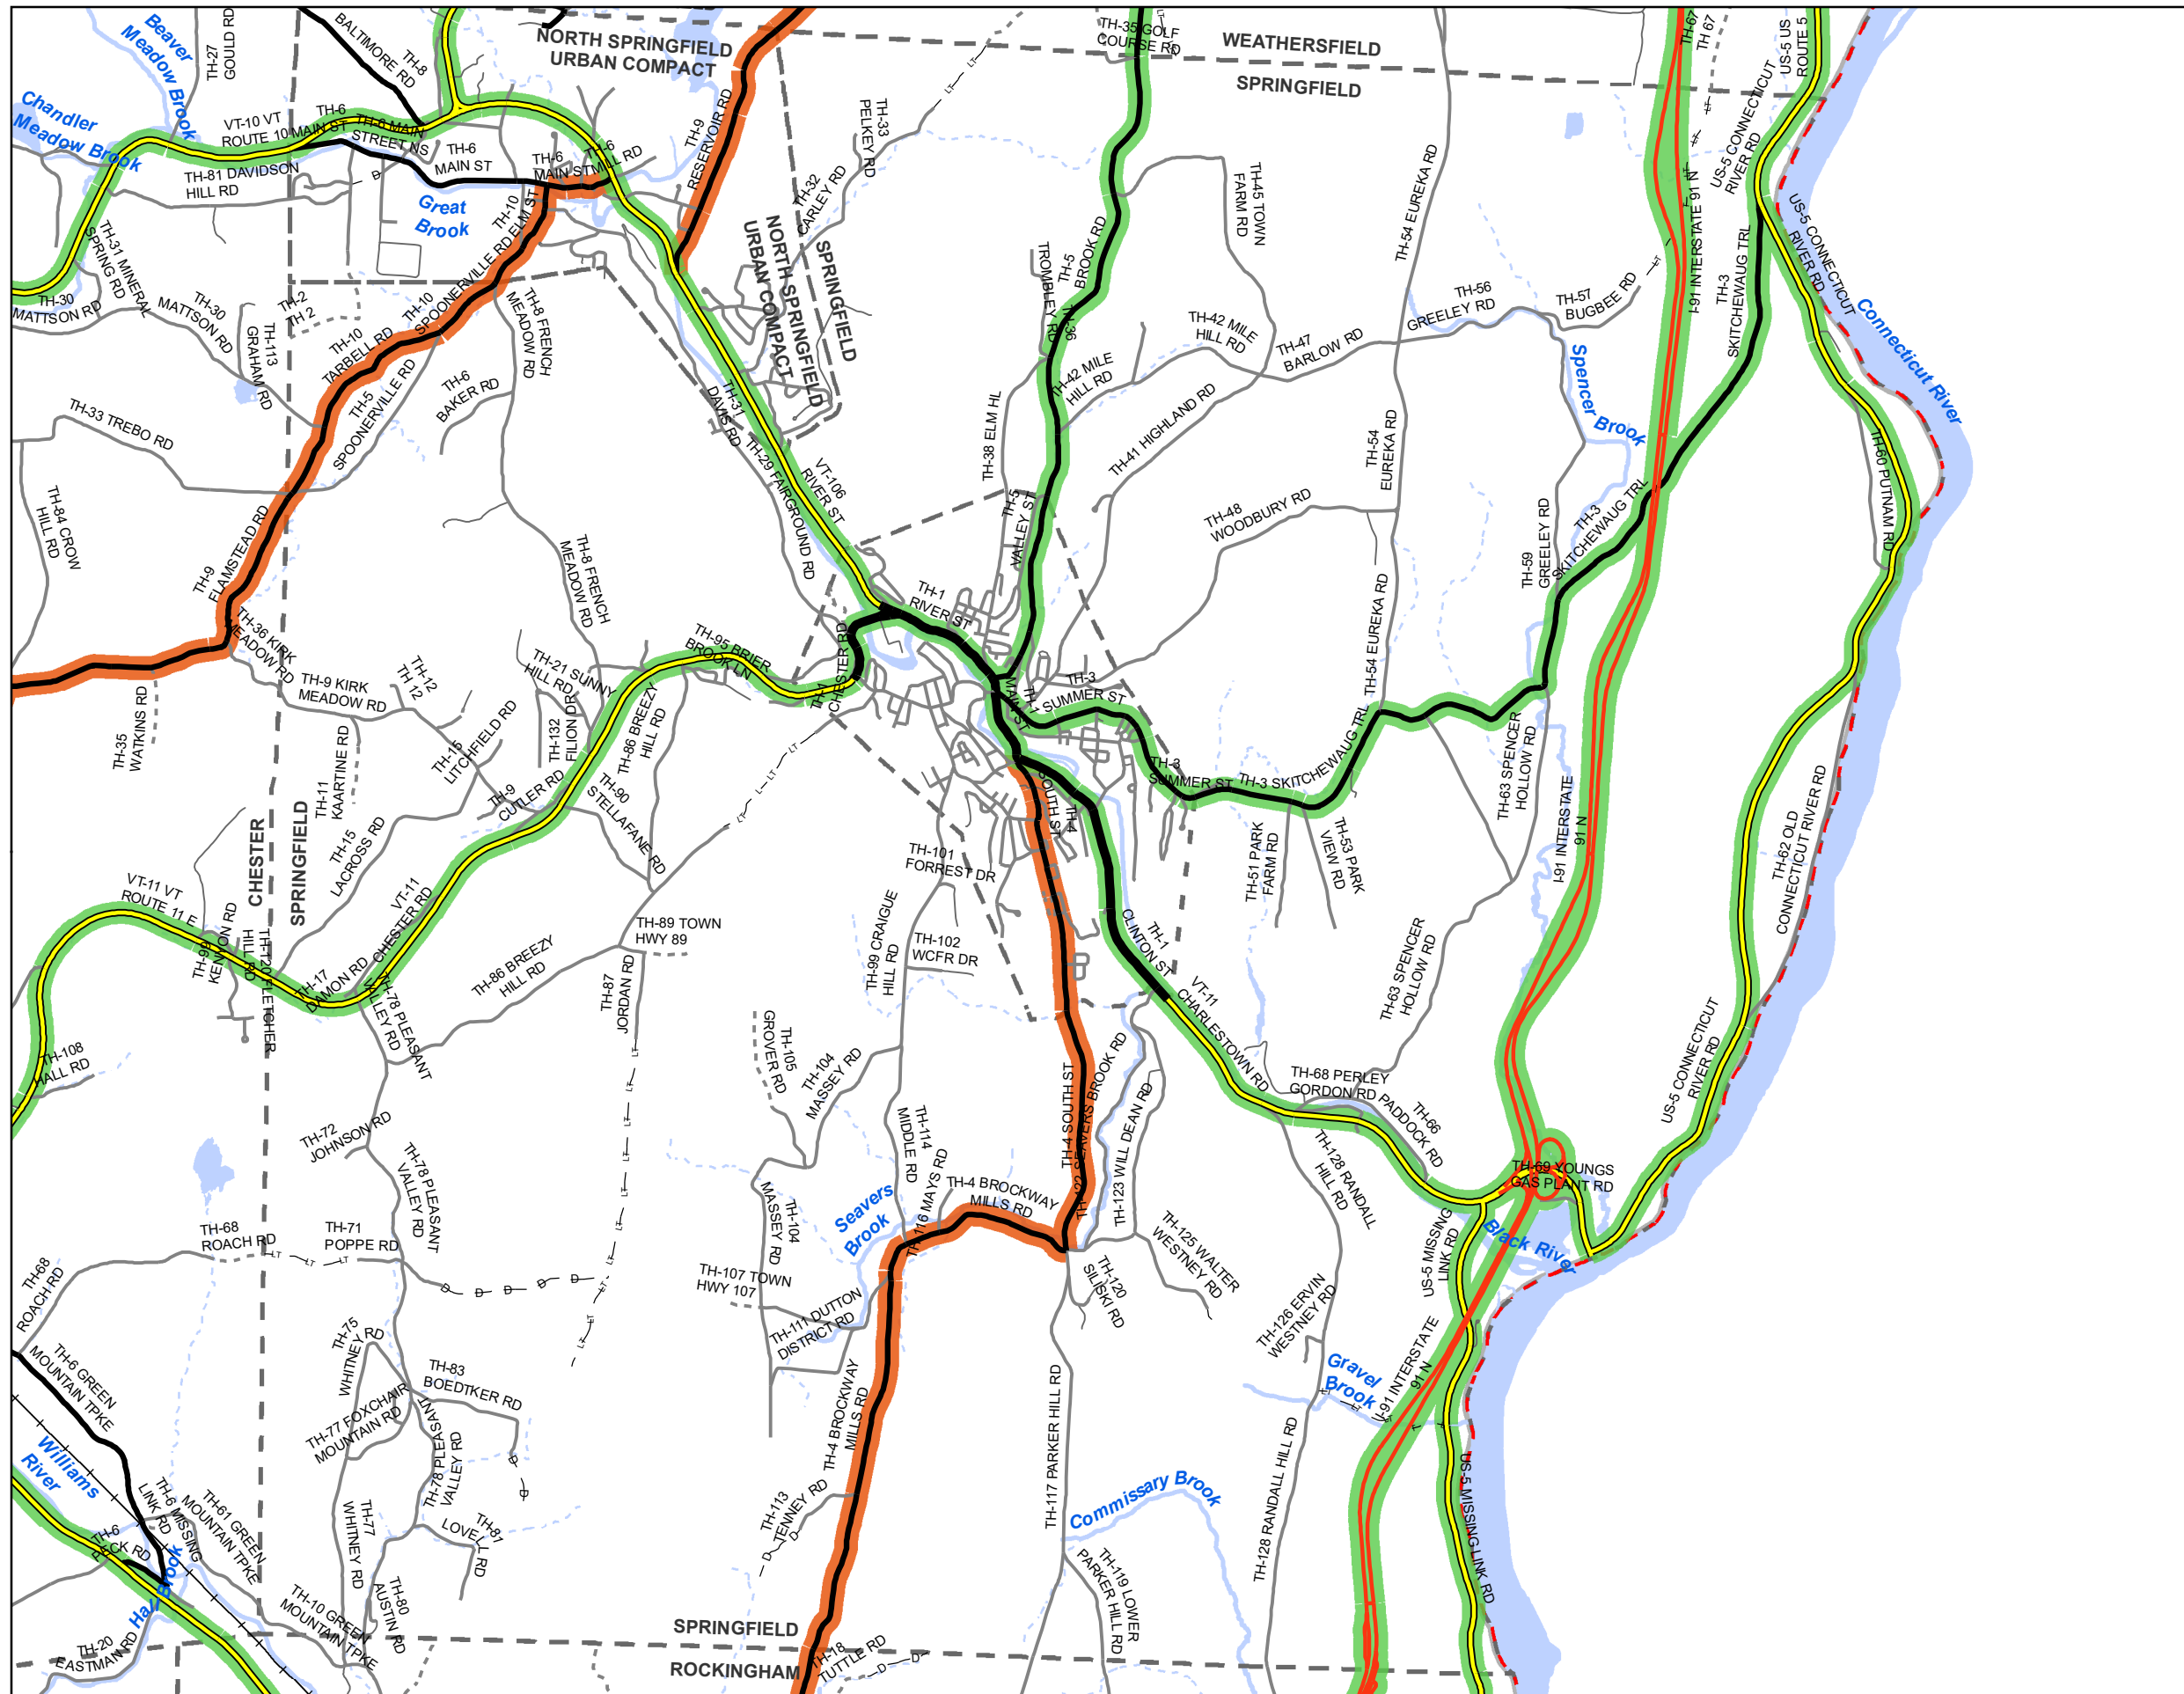 Beaver
Meadow Brook
TH-27
GOULD RD
BALTIMORE RD
TH-8
NORTH SPRINGFIELD
URBAN COMPACT
TH-35 GOLF
COURSE RD
WEATHERSFIELD
SPRINGFIELD
TH-67
TH 67
US-5 US
ROUTE 5
Chandler
Meadow Brook
VT-10 VT
ROUTE 10
TH-6
MAIN ST
TH-6 MAIN
STREET NS
TH-6
MAIN ST
TH-6
MAIN ST
TH-6
MILL RD
TH-9
RESERVOIR RD
TH-33
PELKEY RD
US-5 CONNECTICUT
RIVER RD
TH-81 DAVIDSON
HILL RD
Great
Brook
TH-10
ELM ST
TH-32
CARLEY RD
TH-45 TOWN
FARM RD
TH-54 EUREKA RD
I-91 INTERSTATE 91 N
US-5 CONNECTICUT
RIVER RD
TH-31 MINERAL
SPRING RD
TH-30
MATTSON RD
TH-30
MATTSON RD
TH-2
TH 2
TH-113
GRAHAM RD
TH-10
TARBELL RD
TH-10
SPOONERVILLE RD
TH-8 FRENCH
MEADOW RD
NORTH SPRINGFIELD
URBAN COMPACT
SPRINGFIELD
TROMBLEY RD
TH-36
TH-5
BROOK RD
TH-42 MILE
HILL RD
TH-42 MILE
HILL RD
TH-47
BARLOW RD
TH-56
GREELEY RD
TH-57
BUGBEE RD
TH-3
SKITCHEWAUG TRL
Connecticut River
Spencer Brook
TH-33 TREBO RD
TH-5
SPOONERVILLE RD
TH-6
BAKER RD
TH-31
DAVIS RD
TH-29 FAIRGROUND RD
VT-106
RIVER ST
TH-38 ELM HL
TH-41 HIGHLAND RD
TH-54
EUREKA RD
TH-60 PUTNAM RD
TH-84 CROW
HILL RD
TH-9
FLAMSTEAD RD
TH-8 FRENCH
MEADOW RD
TH-5
VALLEY ST
TH-48
WOODBURY RD
TH-59
GREELEY RD
TH-3
SKITCHEWAUG TRL
TH-36 KIRK
MEADOW RD
TH-9 KIRK
MEADOW RD
TH-12
TH 12
TH-21 SUNNY
HILL RD
TH-95 BRIER
BROOK LN
TH-1
CHESTER RD
TH-1
RIVER ST
TH-1
MAIN ST
TH-3
SUMMER ST
TH-54 EUREKA RD
TH-35
WATKINS RD
TH-11
KAARTINE RD
TH-15
LITCHFIELD RD
TH-132
FILION DR
TH-86 BREEZY
HILL RD
TH-9
CUTLER RD
TH-90
STELLAFANE RD
TH-4
SOUTH ST
TH-3
SUMMER ST
TH-3 SKITCHEWAUG TRL
TH-63 SPENCER
HOLLOW RD
I-91 INTERSTATE
91 N
CHESTER
SPRINGFIELD
TH-15
LACROSS RD
TH-101
FORREST DR
TH-51 PARK
FARM RD
TH-53 PARK
VIEW RD
TH-62 OLD
CONNECTICUT RIVER RD
VT-11 VT
ROUTE 11 E
VT-11
CHESTER RD
KENYON RD
TH-120 FLETCHER
HILL RD
TH-17
DAMON RD
TH-78 PLEASANT
VALLEY RD
TH-86 BREEZY
HILL RD
TH-89 TOWN
HWY 89
TH-87
JORDAN RD
TH-99 CRAIGUE
HILL RD
TH-102
WCFR DR
TH-1
CLINTON ST
VT-11
CHARLESTOWN RD
TH-63 SPENCER
HOLLOW RD
US-5 CONNECTICUT
RIVER RD
TH-108
HALL RD
TH-105
GROVER RD
TH-104
MASSEY RD
TH-4 SOUTH ST
TH-122 SEAVERS BROOK RD
TH-123 WILL DEAN RD
TH-68 PERLEY
GORDON RD
TH-66
PADDOCK RD
TH-69 YOUNGS
GAS PLANT RD
TH-72
JOHNSON RD
TH-78 PLEASANT
VALLEY RD
TH-114
MIDDLE RD
TH-116 MAYS RD
TH-4 BROCKWAY
MILLS RD
TH-128 RANDALL
HILL RD
TH-68
ROACH RD
TH-68
ROACH RD
TH-71
POPPE RD
TH-104
MASSEY RD
Seavers
Brook
TH-125 WALTER
WESTNEY RD
US-5 MISSING
LINK RD
Black River
TH-107 TOWN
HWY 107
TH-111 DUTTON
DISTRICT RD
TH-120
SILISKI RD
TH-126 ERVIN
WESTNEY RD
TH-6 GREEN
MOUNTAIN TPKE
TH-75
WHITNEY RD
TH-83
BOEDTKER RD
TH-77 FOXCHAIR
MOUNTAIN RD
TH-78 PLEASANT
VALLEY RD
TH-4 BROCKWAY
MILLS RD
TH-117 PARKER HILL RD
Gravel
Brook
I-91 INTERSTATE
91 N
TH-128 RANDALL HILL RD
US-5 MISSING LINK RD
Williams
River
TH-6 MISSING
LINK RD
TH-61 GREEN
MOUNTAIN TPKE
TH-77
WHITNEY RD
TH-81
LOVELL RD
TH-113
TENNEY RD
Commissary Brook
TH-6
PECK RD
Hall Brook
TH-10 GREEN
MOUNTAIN TPKE
TH-80
AUSTIN RD
TH-119 LOWER
PARKER HILL RD
TH-20
EASTMAN RD
SPRINGFIELD
ROCKINGHAM
TH-18
TUTTLE RD